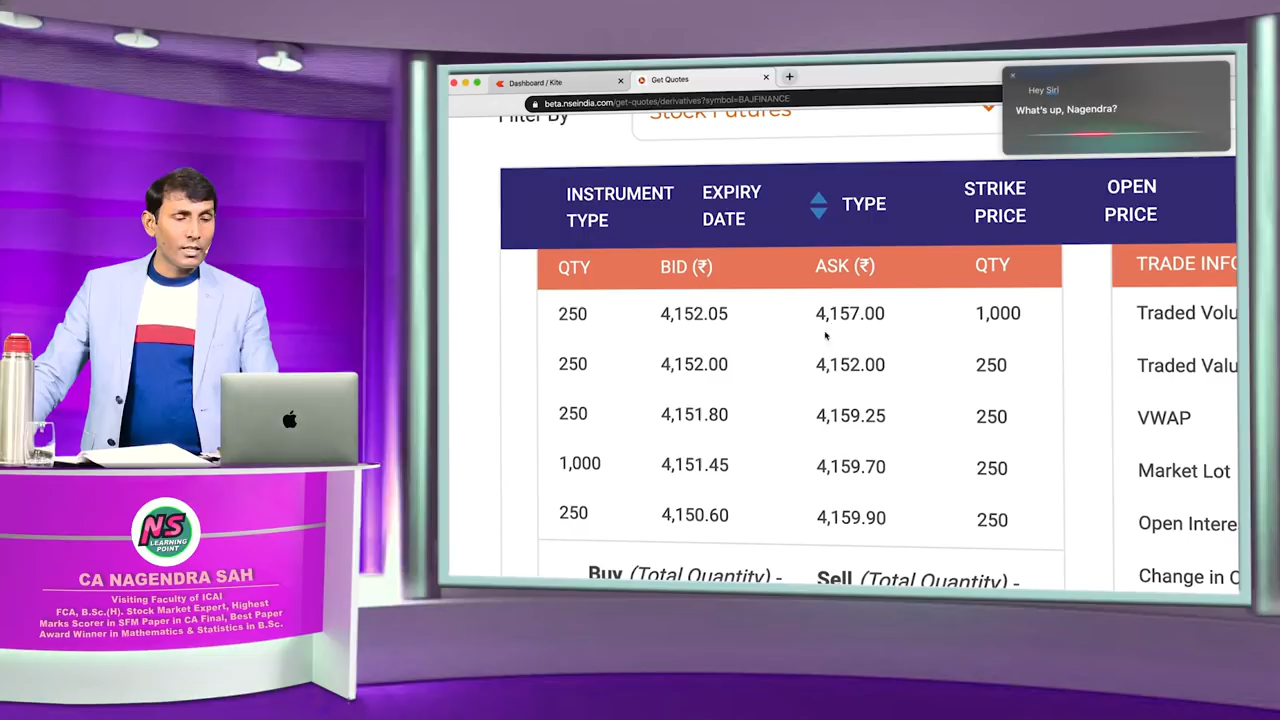 Dashboard / Kite
Get Quotes
beta.nseindia.com/get-quotes/derivatives?symbol=BAJFINANCE
Hey Siri
What's up, Nagendra?
Filter By
Stock Futures
INSTRUMENT TYPE
EXPIRY DATE
TYPE
STRIKE PRICE
OPEN PRICE
QTY BID (₹) ASK (₹) QTY
250 4,152.05 4,157.00 1,000
250 4,152.00 4,152.00 250
250 4,151.80 4,159.25 250
1,000 4,151.45 4,159.70 250
250 4,150.60 4,159.90 250
Buy (Total Quantity) - Sell (Total Quantity) -
TRADE INFO
Traded Volu
Traded Valu
VWAP
Market Lot
Open Intere
Change in O
NS
LEARNING
POINT
CA NAGENDRA SAH
Visiting Faculty of ICAI
FCA, B.Sc.(H). Stock Market Expert, Highest
Marks Scorer in SFM Paper in CA Final, Best Paper
Award Winner in Mathematics & Statistics in B.Sc.